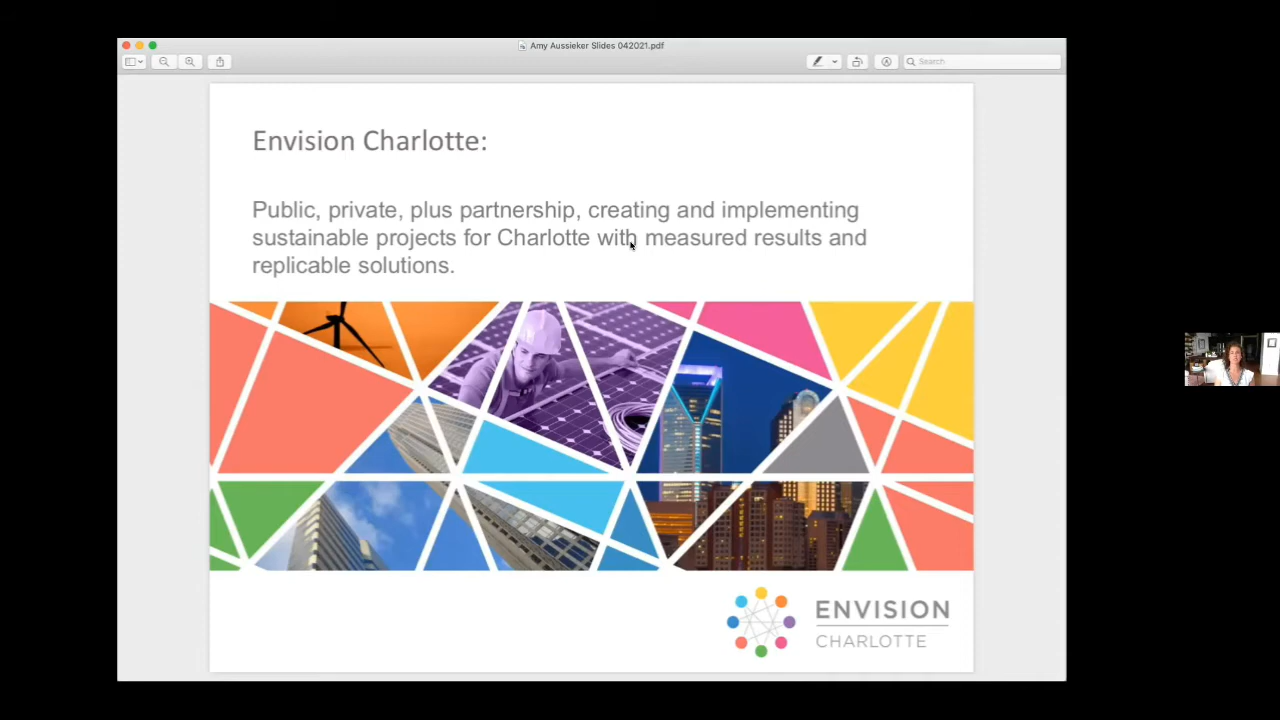 Amy Aussieker Slides 042021.pdf
Search
Envision Charlotte:
Public, private, plus partnership, creating and implementing
sustainable projects for Charlotte with measured results and
replicable solutions.
ENVISION
CHARLOTTE